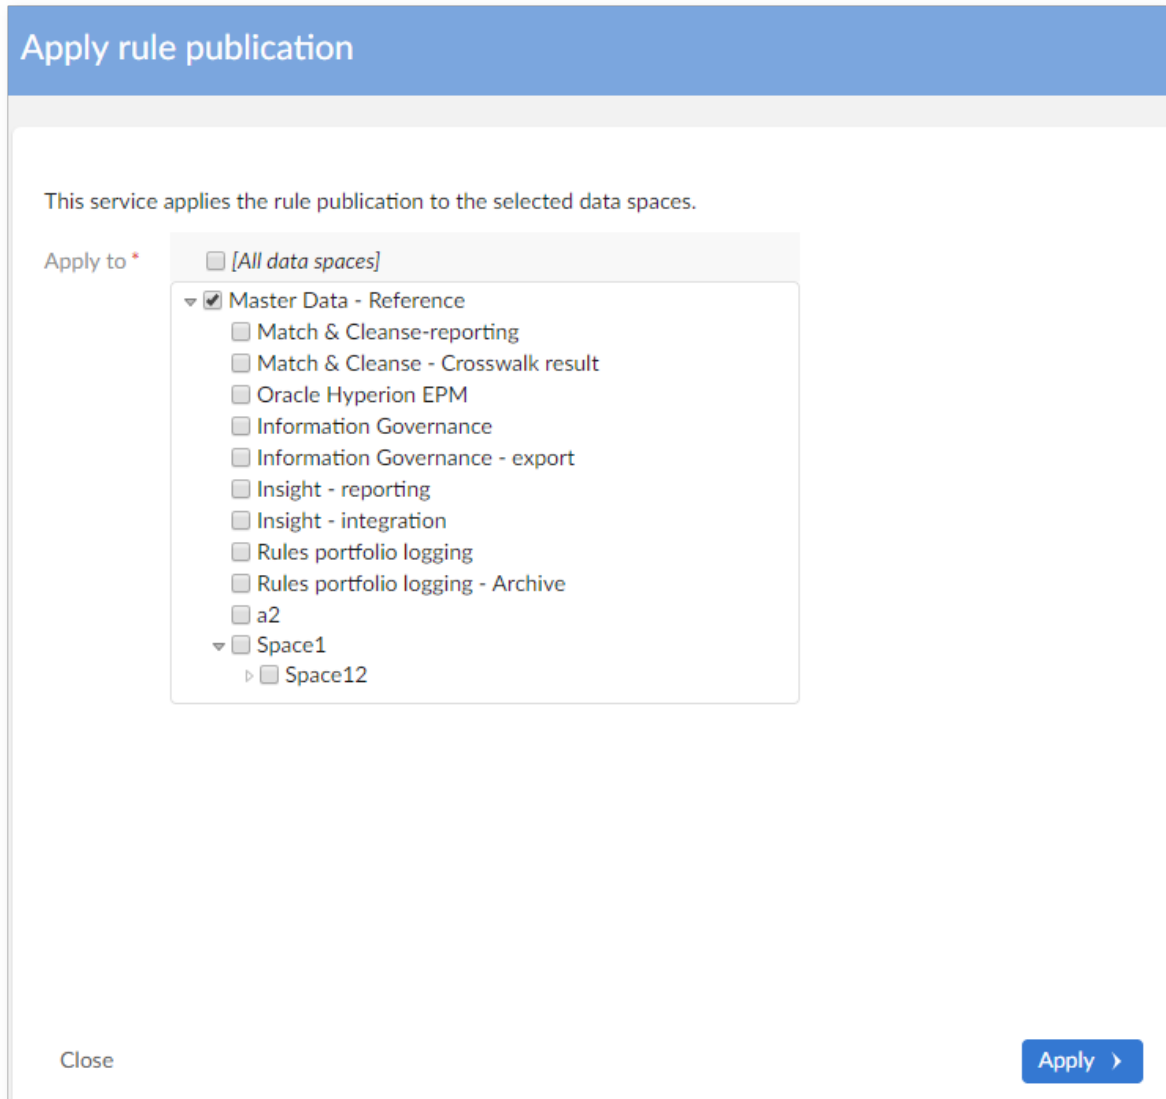 Apply rule publication
This service applies the rule publication to the selected data spaces.
Apply to *
[All data spaces]
Master Data - Reference
Match & Cleanse-reporting
Match & Cleanse - Crosswalk result
Oracle Hyperion EPM
Information Governance
Information Governance - export
Insight - reporting
Insight - integration
Rules portfolio logging
Rules portfolio logging - Archive
a2
Space1
Space12
Close
Apply